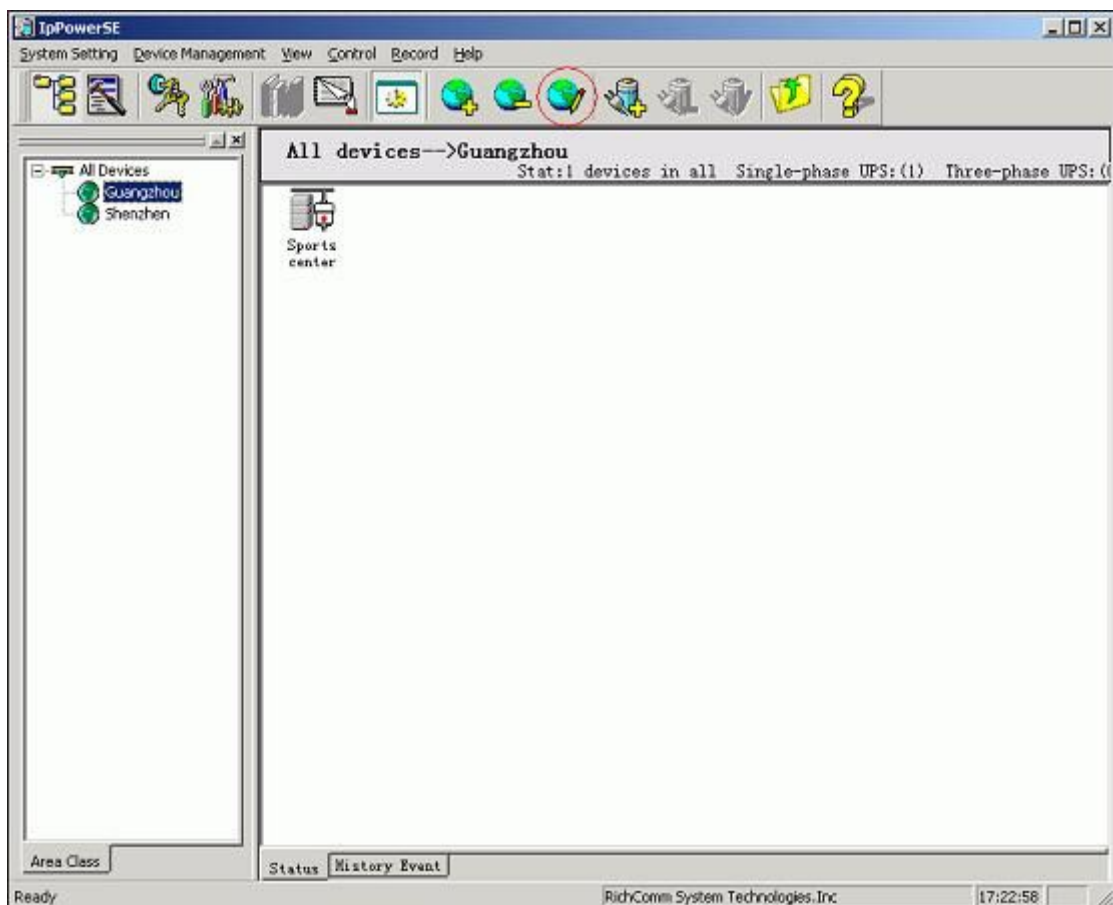 IpPowerSE
System Setting Device Management View Control Record Help
All devices-->Guangzhou
Stat:1 devices in all Single-phase UPS:(1) Three-phase UPS:(
All Devices
Guangzhou
Shenzhen
Sports
center
Area Class
Status History Event
Ready RichComm System Technologies.Inc 17:22:58